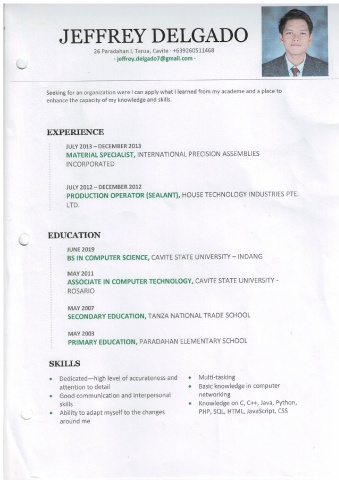 JEFFREY DELGADO
26 Paradahan I, Tanza, Cavite · +639260511468
· jeffrey.delgado7@gmail.com ·
Seeking for an organization were I can apply what I learned from my academe and a place to
enhance the capacity of my knowledge and skills.
EXPERIENCE
JULY 2013 – DECEMBER 2013
MATERIAL SPECIALIST, INTERNATIONAL PRECISION ASSEMBLIES
INCORPORATED
JULY 2012 – DECEMBER 2012
PRODUCTION OPERATOR (SEALANT), HOUSE TECHNOLOGY INDUSTRIES PTE.
LTD.
EDUCATION
JUNE 2019
BS IN COMPUTER SCIENCE, CAVITE STATE UNIVERSITY – INDANG
MAY 2011
ASSOCIATE IN COMPUTER TECHNOLOGY, CAVITE STATE UNIVERSITY -
ROSARIO
MAY 2007
SECONDARY EDUCATION, TANZA NATIONAL TRADE SCHOOL
MAY 2003
PRIMARY EDUCATION, PARADAHAN ELEMENTARY SCHOOL
SKILLS
• Dedicated—high level of accurateness and
attention to detail
• Good communication and interpersonal
skills
• Ability to adapt myself to the changes
around me
• Multi-tasking
• Basic knowledge in computer
networking
• Knowledge on C, C++, Java, Python,
PHP, SQL, HTML, JavaScript, CSS